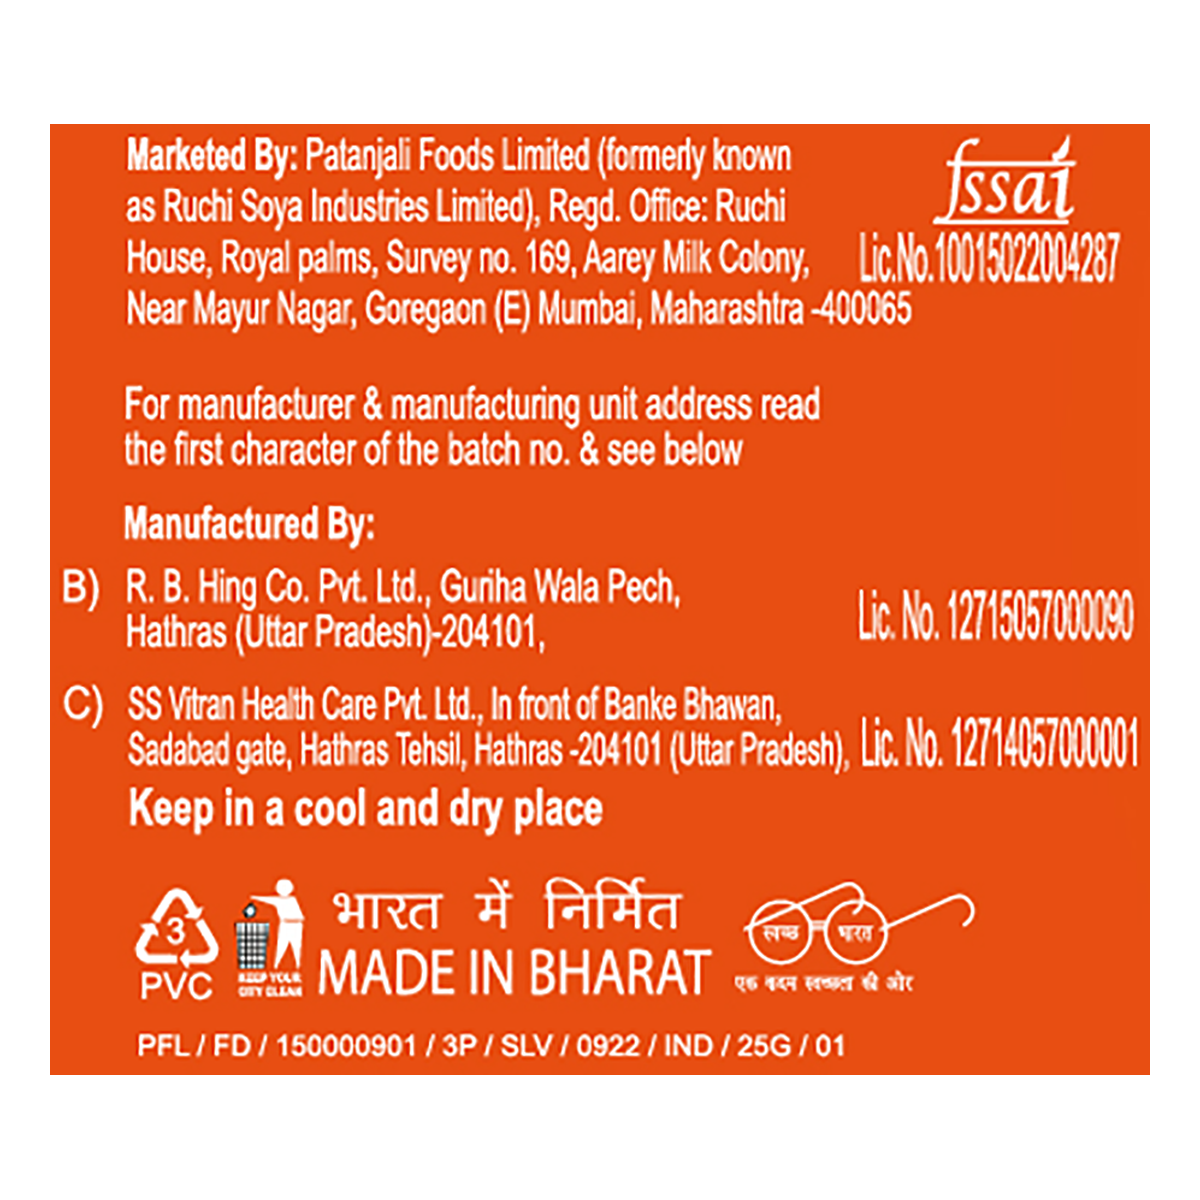 Marketed By: Patanjali Foods Limited (formerly known
as Ruchi Soya Industries Limited), Regd. Office: Ruchi
House, Royal palms, Survey no. 169, Aarey Milk Colony,
Near Mayur Nagar, Goregaon (E) Mumbai, Maharashtra -400065
fssai
Lic.No.10015022004287
For manufacturer & manufacturing unit address read
the first character of the batch no. & see below
Manufactured By:
B) R. B. Hing Co. Pvt. Ltd., Guriha Wala Pech,
Hathras (Uttar Pradesh)-204101,
Lic. No. 12715057000090
C) SS Vitran Health Care Pvt. Ltd., In front of Banke Bhawan,
Sadabad gate, Hathras Tehsil, Hathras -204101 (Uttar Pradesh), Lic. No. 12714057000001
Keep in a cool and dry place
3
PVC
KEEP YOUR
CITY CLEAN
भारत में निर्मित
MADE IN BHARAT
स्वच्छ भारत
एक कदम स्वच्छता की ओर
PFL / FD / 150000901 / 3P / SLV / 0922 / IND / 25G / 01